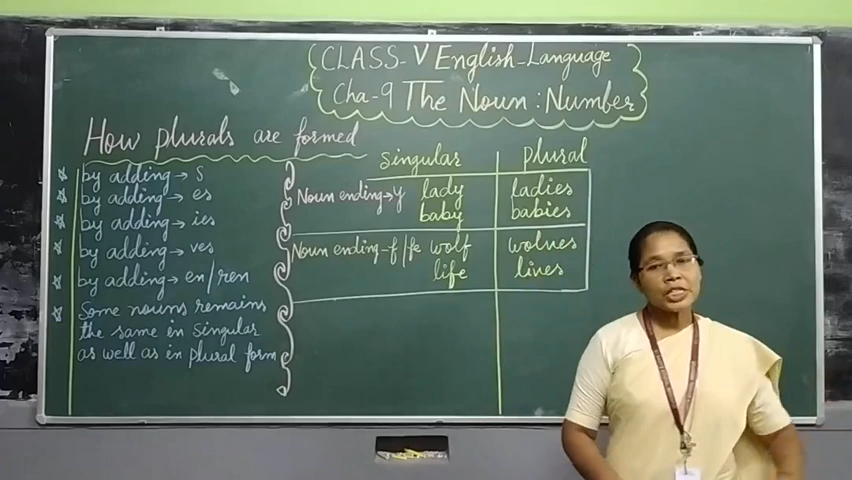 CLASS-V English-Language
Cha-9 The Noun : Number
How plurals are formed
by adding → s
by adding → es
by adding → ies
by adding → ves
by adding → en/ren
Some nouns remains
the same in singular
as well as in plural form
singular plural
Noun ending → y lady ladies
baby babies
Noun ending -f/fe wolf wolves
life lives